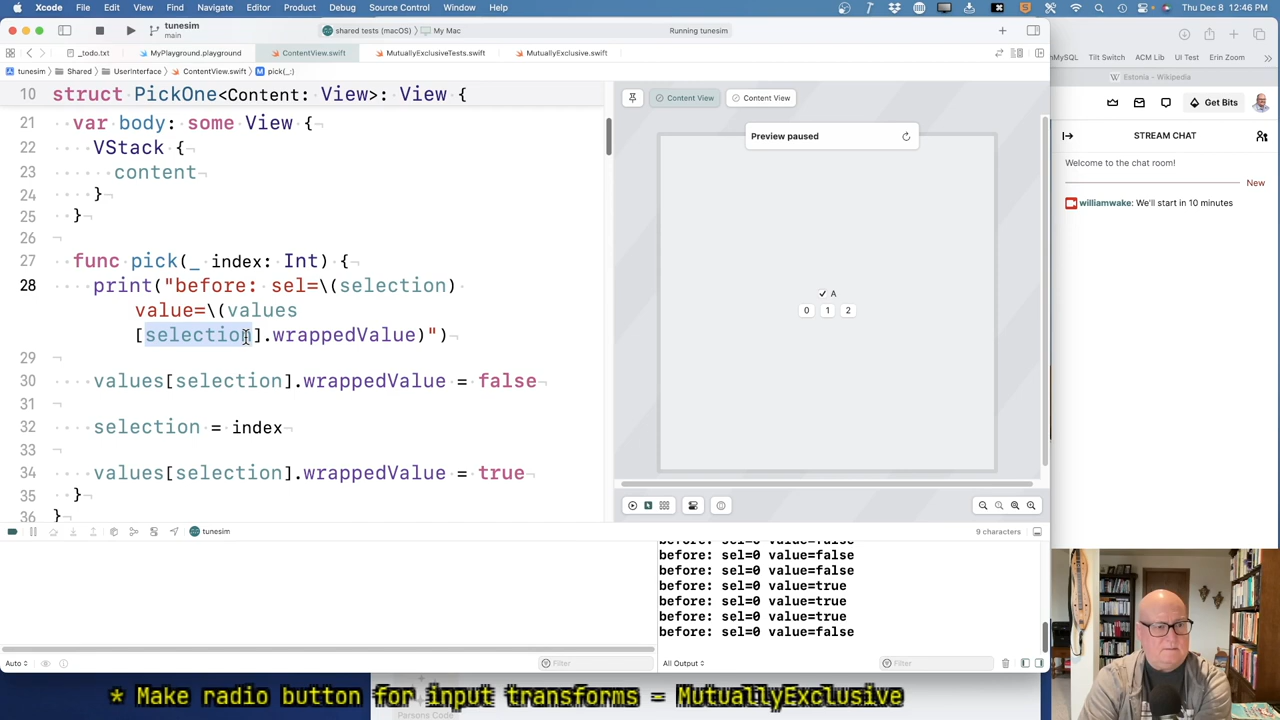 Xcode File Edit View Find Navigate Editor Product Debug Source Control Window Help
Fri Apr 12 12:46 PM
tunesim
main
shared tests (macOS) My Mac
Running tunesim
_todo.txt MyPlayground.playground ContentView.swift MutuallyExclusiveTests.swift MutuallyExclusive.swift
tunesim Shared UserInterface ContentView.swift M pick(_:)
10 struct PickOne<Content: View>: View {
21 var body: some View {
22 VStack {
23 content
24 }
25 }
26
27 func pick(_ index: Int) {
28 print("before: sel=\(selection)
value=\(values
[selection].wrappedValue)")
29
30 values[selection].wrappedValue = false
31
32 selection = index
33
34 values[selection].wrappedValue = true
35 }
36 }
Content View Content View
Preview paused
A
0 1 2
tunesim
9 characters
before: sel=0 value=false
before: sel=0 value=false
before: sel=0 value=false
before: sel=0 value=true
before: sel=0 value=true
before: sel=0 value=true
before: sel=0 value=false
Auto
Filter
All Output
Filter
MySQL Tilt Switch ACM Lib UI Test Erin Zoom
Estonia - Wikipedia
Get Bits
STREAM CHAT
Welcome to the chat room!
New
williamwake: We'll start in 10 minutes
* Make radio button for input transforms - MutuallyExclusive
Parsons Code